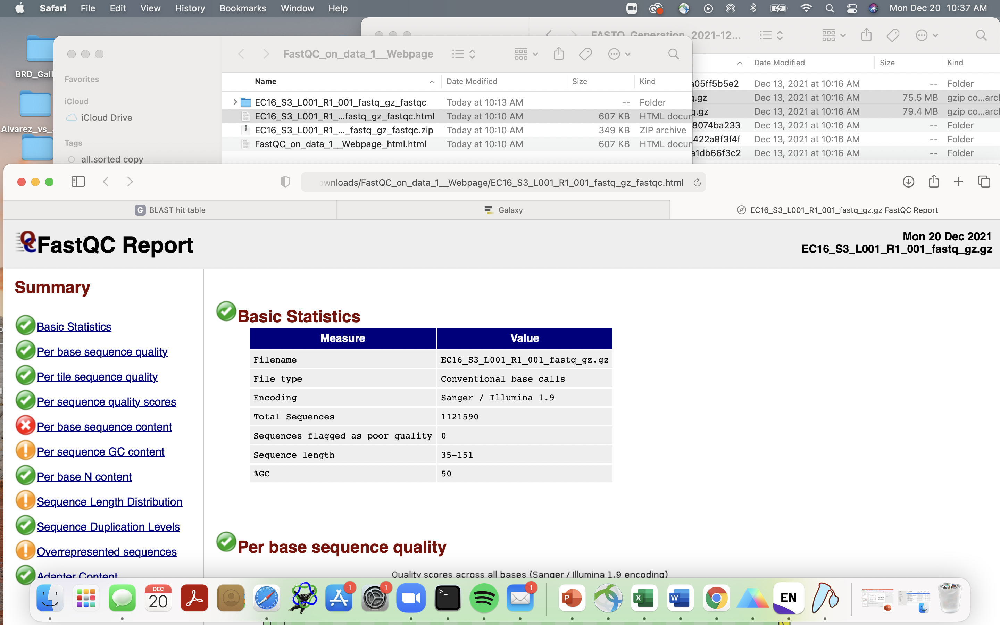 Safari File Edit View History Bookmarks Window Help
Mon Dec 20 10:37 AM
BRD_Gall
Alvarez_vs_
FASTQ_Generation_2021-12...
Date Modified Size Kind
a05ff5b5e2 Dec 13, 2021 at 10:16 AM -- Folder
q.gz Dec 13, 2021 at 10:16 AM 75.5 MB gzip co...arch
q.gz Dec 13, 2021 at 10:16 AM 79.4 MB gzip co...arch
8074ba233 Dec 13, 2021 at 10:16 AM -- Folder
422a8f3f4f Dec 13, 2021 at 10:16 AM -- Folder
a1db66f3c2 Dec 13, 2021 at 10:16 AM -- Folder
FastQC_on_data_1__Webpage
Favorites
iCloud
iCloud Drive
Tags
all.sorted copy
Name Date Modified Size Kind
EC16_S3_L001_R1_001_fastq_gz_fastqc Today at 10:13 AM -- Folder
EC16_S3_L001_R1_...fastq_gz_fastqc.html Today at 10:10 AM 607 KB HTML docum
EC16_S3_L001_R1_..._fastq_gz_fastqc.zip Today at 10:10 AM 349 KB ZIP archive
FastQC_on_data_1__Webpage_html.html Today at 10:10 AM 607 KB HTML docum
ownloads/FastQC_on_data_1__Webpage/EC16_S3_L001_R1_001_fastq_gz_fastqc.html
G BLAST hit table
Galaxy
EC16_S3_L001_R1_001_fastq_gz.gz FastQC Report
FastQC Report
Mon 20 Dec 2021
EC16_S3_L001_R1_001_fastq_gz.gz
Summary
Basic Statistics
Per base sequence quality
Per tile sequence quality
Per sequence quality scores
Per base sequence content
Per sequence GC content
Per base N content
Sequence Length Distribution
Sequence Duplication Levels
Overrepresented sequences
Adapter Content
Basic Statistics
Measure Value
Filename EC16_S3_L001_R1_001_fastq_gz.gz
File type Conventional base calls
Encoding Sanger / Illumina 1.9
Total Sequences 1121590
Sequences flagged as poor quality 0
Sequence length 35-151
%GC 50
Per base sequence quality
Quality scores across all bases (Sanger / Illumina 1.9 encoding)
DEC
20
1
1
>_
1
P
X
W
EN